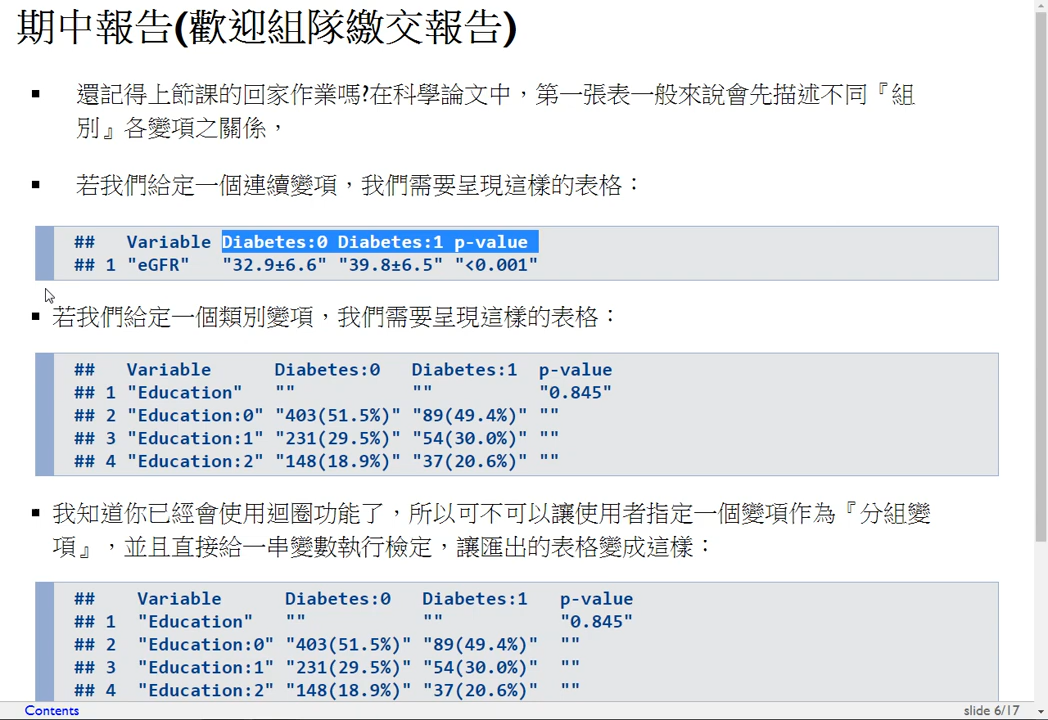 期中報告(歡迎組隊繳交報告)
▪ 還記得上節課的回家作業嗎?在科學論文中，第一張表一般來說會先描述不同『組
別』各變項之關係，
▪ 若我們給定一個連續變項，我們需要呈現這樣的表格：
##   Variable Diabetes:0 Diabetes:1 p-value
## 1 "eGFR"   "32.9±6.6" "39.8±6.5" "<0.001"
▪ 若我們給定一個類別變項，我們需要呈現這樣的表格：
##   Variable      Diabetes:0   Diabetes:1  p-value
## 1 "Education"   ""           ""          "0.845"
## 2 "Education:0" "403(51.5%)" "89(49.4%)" ""
## 3 "Education:1" "231(29.5%)" "54(30.0%)" ""
## 4 "Education:2" "148(18.9%)" "37(20.6%)" ""
▪ 我知道你已經會使用迴圈功能了，所以可不可以讓使用者指定一個變項作為『分組變
項』，並且直接給一串變數執行檢定，讓匯出的表格變成這樣：
##    Variable      Diabetes:0   Diabetes:1   p-value
## 1  "Education"   ""           ""           "0.845"
## 2  "Education:0" "403(51.5%)" "89(49.4%)"  ""
## 3  "Education:1" "231(29.5%)" "54(30.0%)"  ""
## 4  "Education:2" "148(18.9%)" "37(20.6%)"  ""
Contents slide 6/17